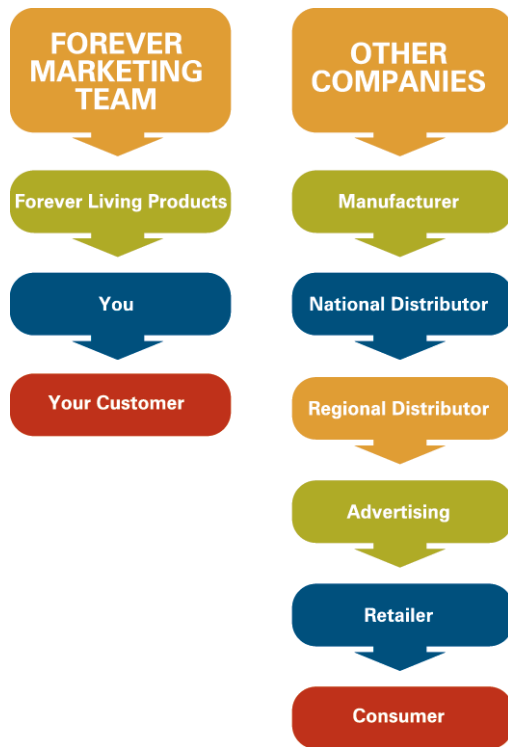 FOREVER
MARKETING
TEAM
Forever Living Products
You
Your Customer
OTHER
COMPANIES
Manufacturer
National Distributor
Regional Distributor
Advertising
Retailer
Consumer